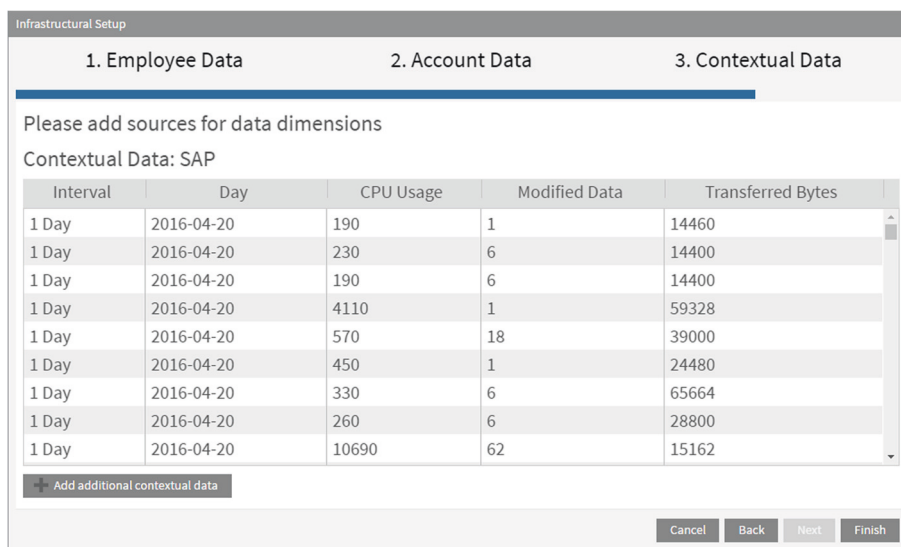 Infrastructural Setup
1. Employee Data 2. Account Data 3. Contextual Data
Please add sources for data dimensions
Contextual Data: SAP
Interval Day CPU Usage Modified Data Transferred Bytes
1 Day 2016-04-20 190 1 14460
1 Day 2016-04-20 230 6 14400
1 Day 2016-04-20 190 6 14400
1 Day 2016-04-20 4110 1 59328
1 Day 2016-04-20 570 18 39000
1 Day 2016-04-20 450 1 24480
1 Day 2016-04-20 330 6 65664
1 Day 2016-04-20 260 6 28800
1 Day 2016-04-20 10690 62 15162
Add additional contextual data
Cancel Back Next Finish